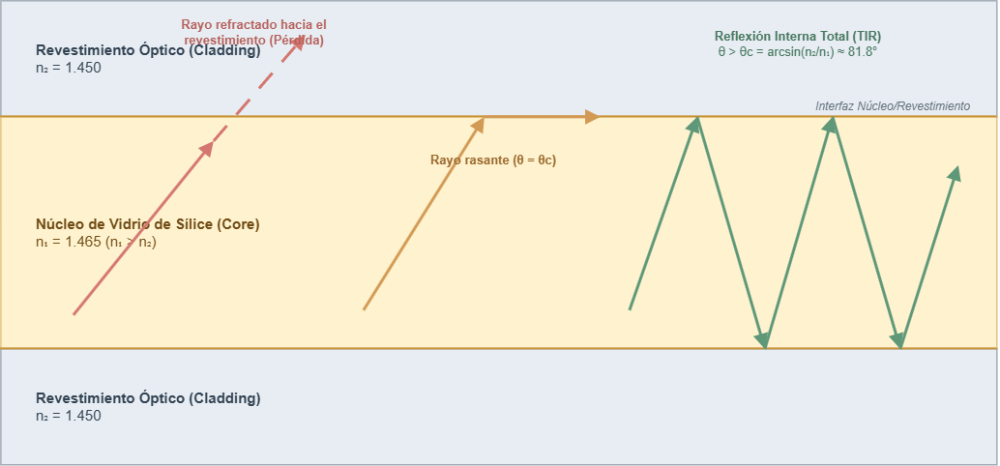 Rayo refractado hacia el
revestimiento (Pérdida)
Revestimiento Óptico (Cladding)
n₂ = 1.450
Reflexión Interna Total (TIR)
θ > θc = arcsin(n₂/n₁) ≈ 81.8°
Interfaz Núcleo/Revestimiento
Rayo rasante (θ = θc)
Núcleo de Vidrio de Sílice (Core)
n₁ = 1.465 (n₁ > n₂)
Revestimiento Óptico (Cladding)
n₂ = 1.450